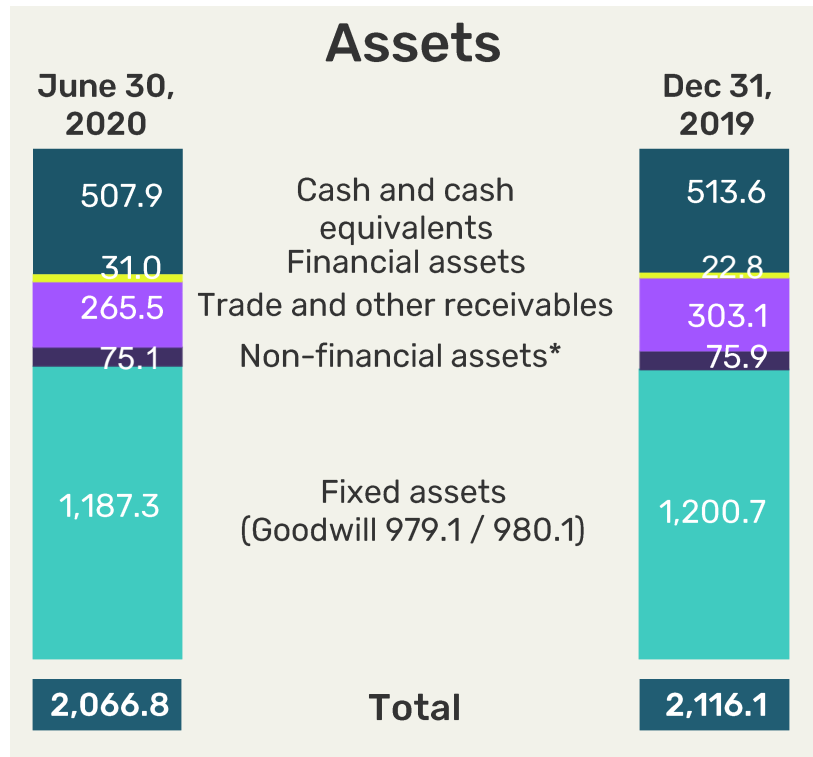 Assets
June 30,
2020
Dec 31,
2019
507.9
Cash and cash
equivalents
513.6
31.0
Financial assets
22.8
265.5
Trade and other receivables
303.1
75.1
Non-financial assets*
75.9
1,187.3
Fixed assets
(Goodwill 979.1 / 980.1)
1,200.7
2,066.8
Total
2,116.1